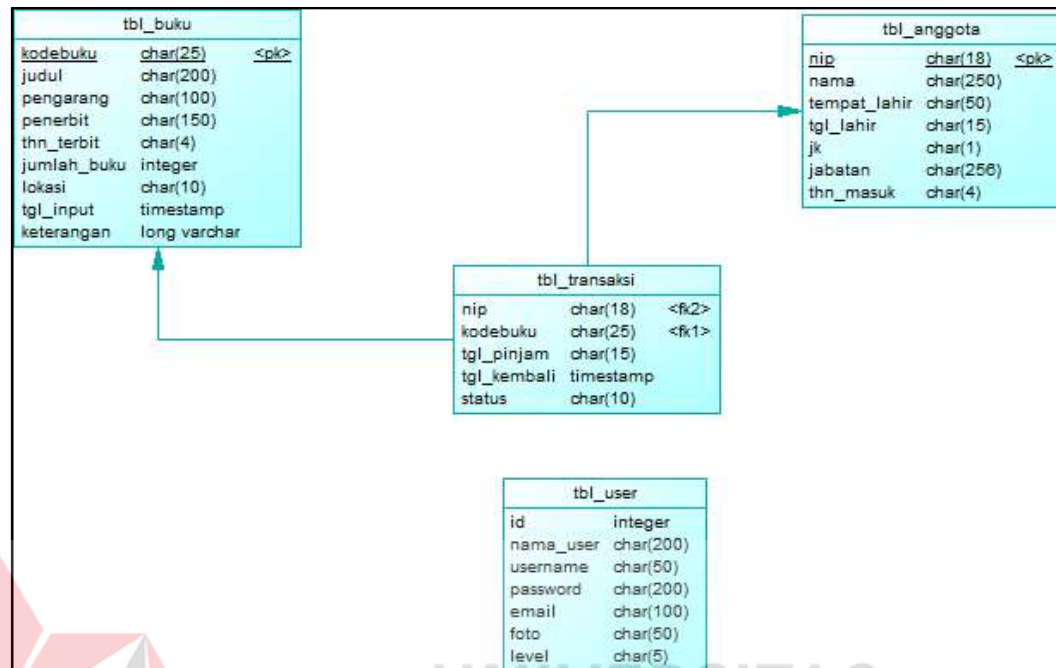 tbl_buku
kodebuku char(25) <pk>
judul char(200)
pengarang char(100)
penerbit char(150)
thn_terbit char(4)
jumlah_buku integer
lokasi char(10)
tgl_input timestamp
keterangan long varchar
tbl_anggota
nip char(18) <pk>
nama char(250)
tempat_lahir char(50)
tgl_lahir char(15)
jk char(1)
jabatan char(256)
thn_masuk char(4)
tbl_transaksi
nip char(18) <fk2>
kodebuku char(25) <fk1>
tgl_pinjam char(15)
tgl_kembali timestamp
status char(10)
tbl_user
id integer
nama_user char(200)
username char(50)
password char(200)
email char(100)
foto char(50)
level char(5)